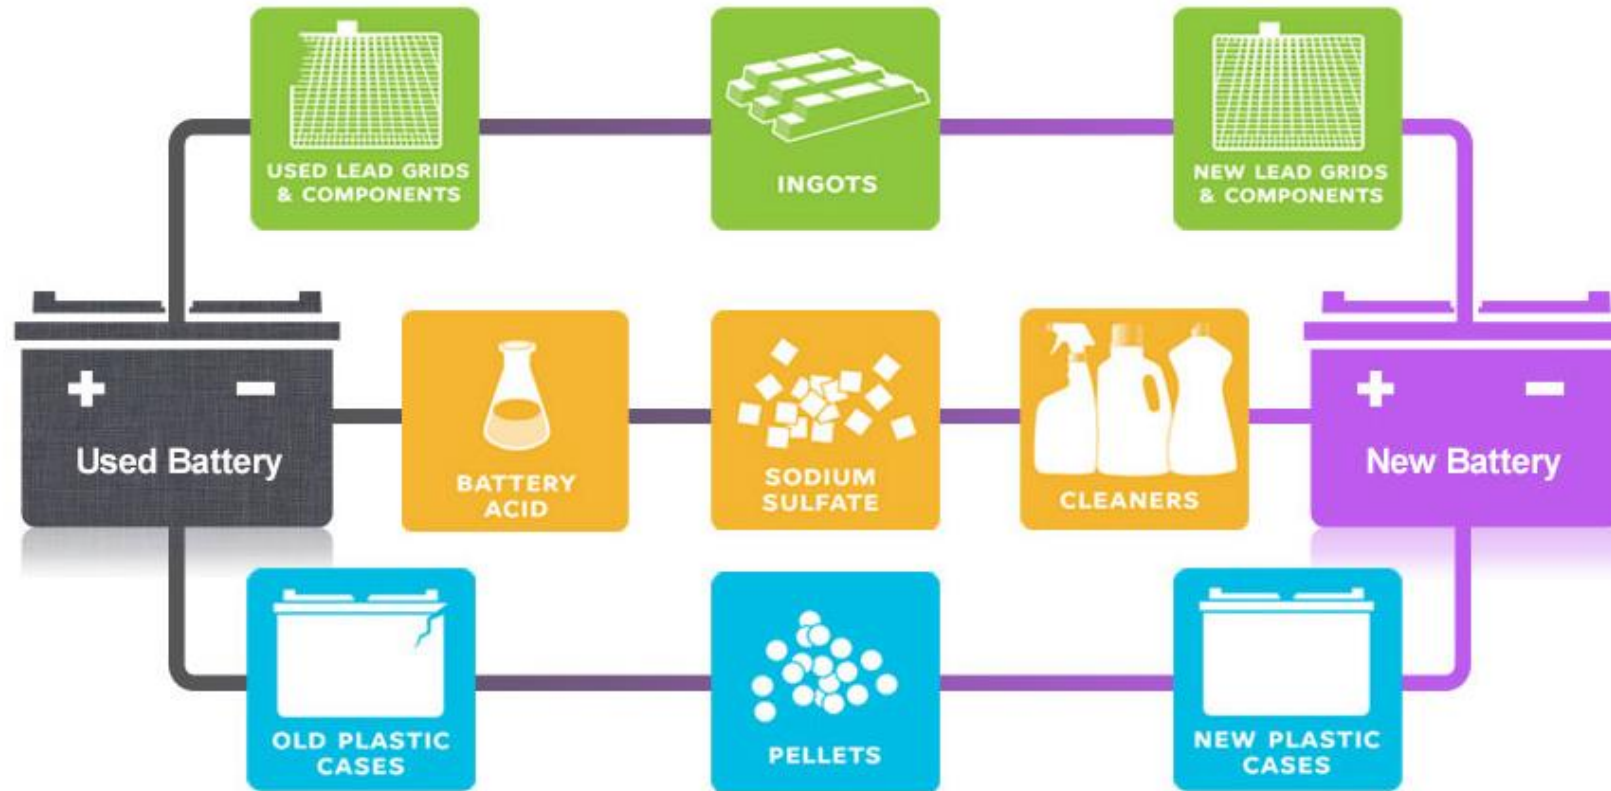 USED LEAD GRIDS
& COMPONENTS
INGOTS
NEW LEAD GRIDS
& COMPONENTS
+ −
Used Battery
BATTERY
ACID
SODIUM
SULFATE
CLEANERS
+ −
New Battery
OLD PLASTIC
CASES
PELLETS
NEW PLASTIC
CASES